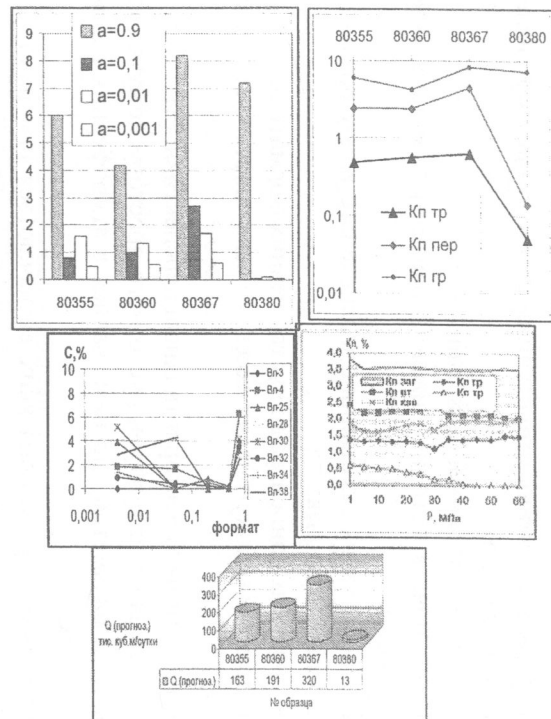 9
8
7
6
5
4
3
2
1
0
a=0.9
a=0,1
a=0,01
a=0,001
80355 80360 80367 80380
80355 80360 80367 80380
10
1
0,1
0,01
Кп тр
Кп пер
Кп гр
С,%
10
8
6
4
2
0
0,001 0,01 0,1 1
формат
Вп-3
Вп-4
Вп-25
Вп-28
Вп-30
Вп-32
Вп-34
Вп-38
Кп, %
4,0
3,5
3,0
2,5
2,0
1,5
1,0
0,5
0,0
Кп заг Кп гр
Кп тр
Кп кав
1 10 20 30 40 50 60
Р, МПа
Q (прогноз.)
тис. куб.м/сутки
400
300
200
100
0
80355 80360 80367 80380
Q (прогноз.) 163 191 320 13
№ образца